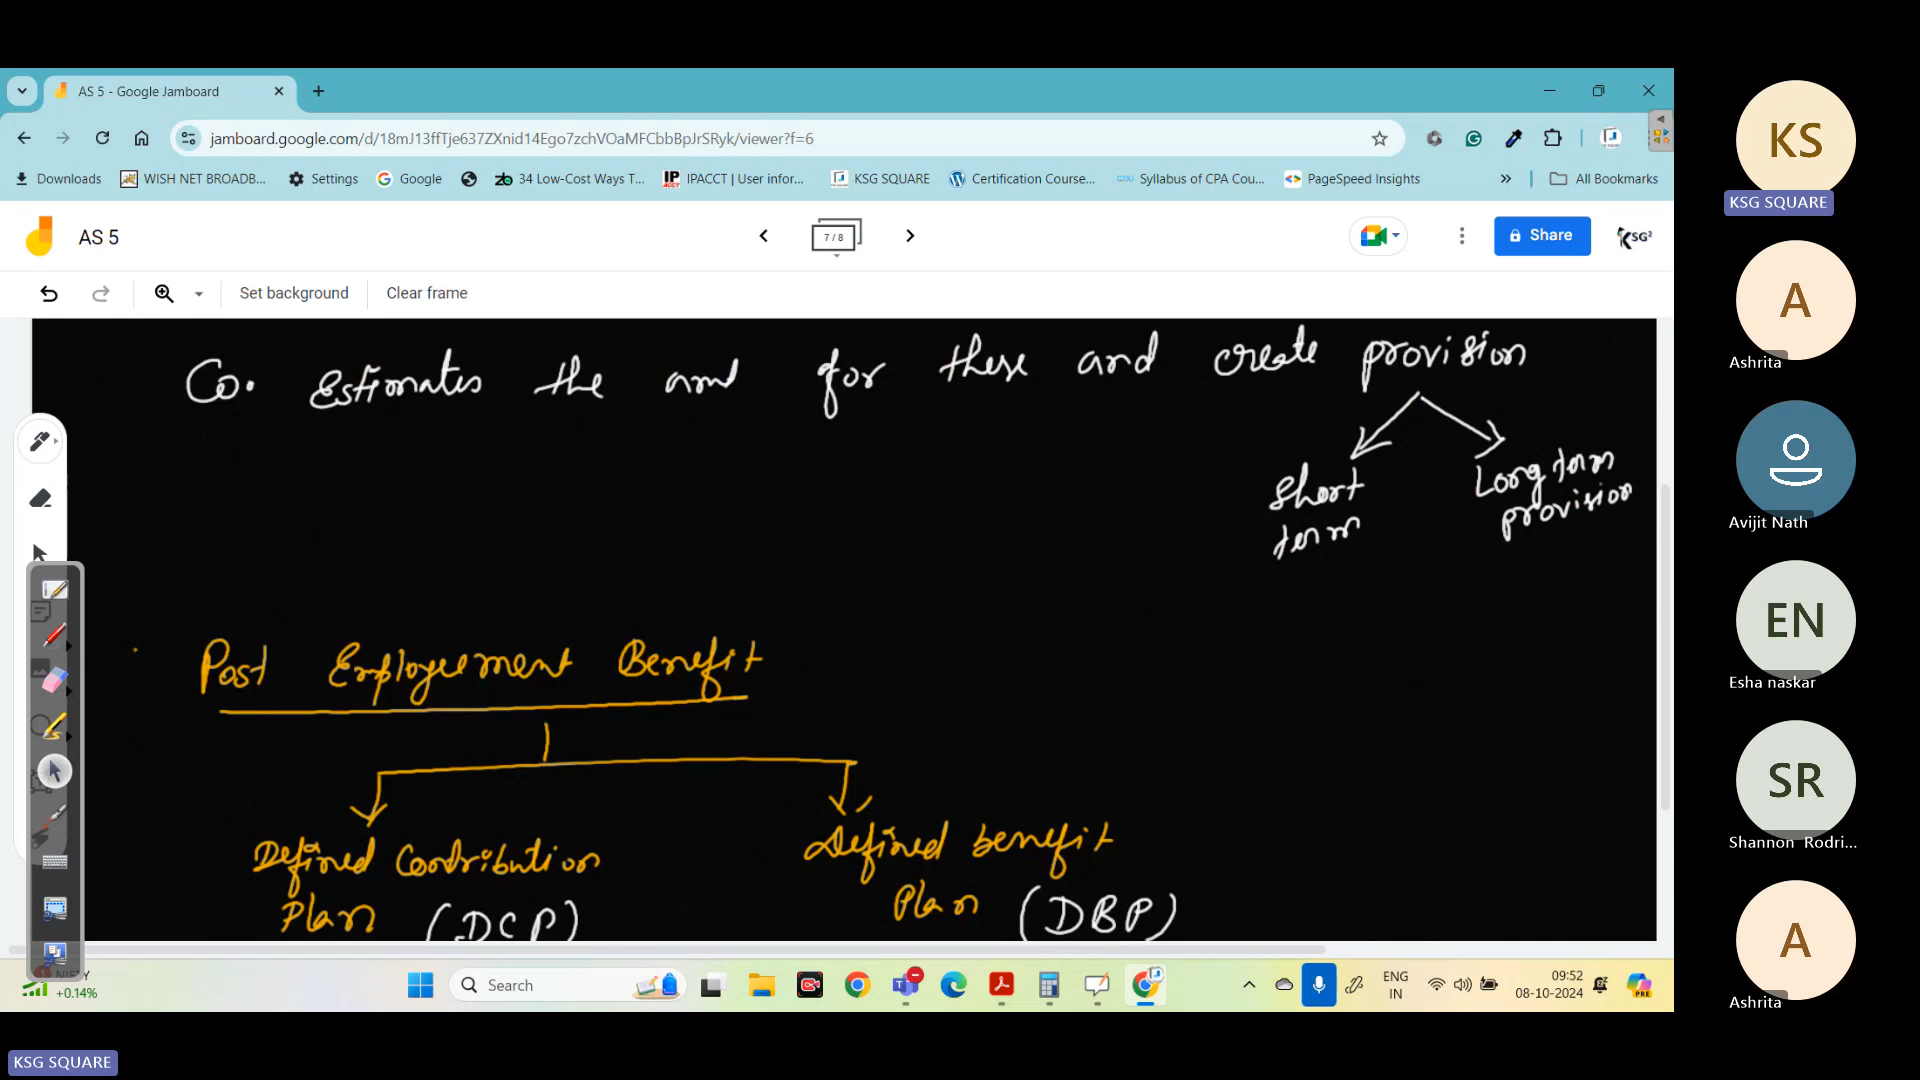 AS 5 - Google Jamboard
jamboard.google.com/d/18mJ13ffTje637ZXnid14Ego7zchVOaMFCbbBpJrSRyk/viewer?f=6
Downloads WISH NET BROADB... Settings Google 34 Low-Cost Ways T... IPACCT | User infor... KSG SQUARE Certification Course... Syllabus of CPA Cou... PageSpeed Insights » All Bookmarks
AS 5
7 / 8
Share
KSG²
Set background Clear frame
Co. Estimates the amt for these and create provision
Short
term
Long term
provision
Post Employeement Benefit
Defined Contribution
Plan (DCP)
Defined benefit
Plan (DBP)
NIFTY
+0.14%
Search
ENG
IN
09:52
08-10-2024
PRE
KS
KSG SQUARE
A
Ashrita
Avijit Nath
EN
Esha naskar
SR
Shannon Rodri...
A
Ashrita
KSG SQUARE